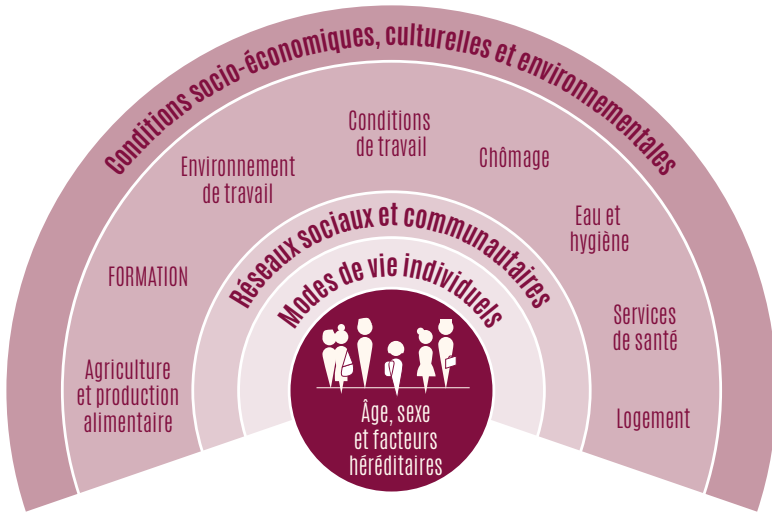 Conditions socio-économiques, culturelles et environnementales
Conditions
de travail
Chômage
Environnement
de travail
Eau et
hygiène
FORMATION
Services
de santé
Agriculture
et production
alimentaire
Logement
Réseaux sociaux et communautaires
Modes de vie individuels
Âge, sexe
et facteurs
héréditaires